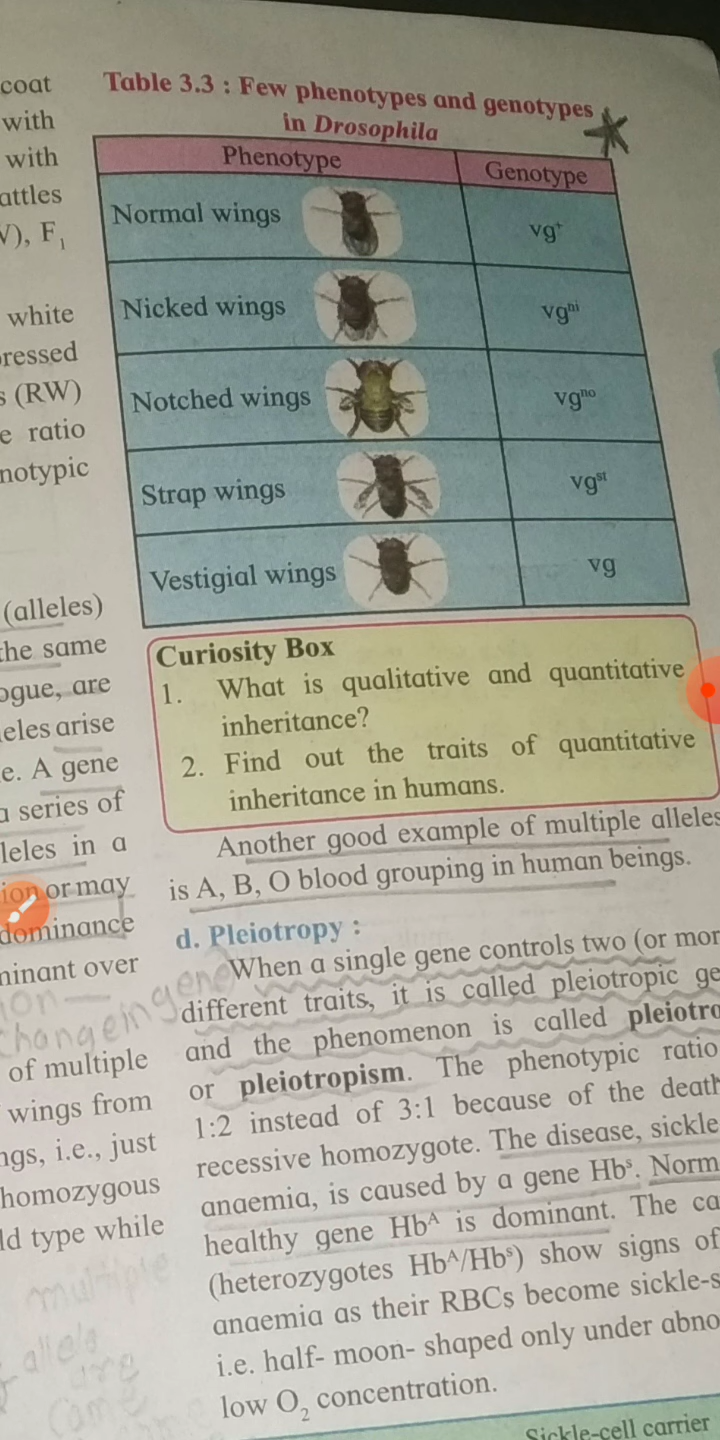 coat
with
with
attles
V), F₁
white
pressed
s (RW)
e ratio
notypic
(alleles)
the same
ogue, are
eles arise
e. A gene
a series of
leles in a
ion or may
dominance
ninant over
of multiple
wings from
ngs, i.e., just
homozygous
ld type while
multiple
allele
are
Came
Table 3.3 : Few phenotypes and genotypes
in Drosophila
Phenotype Genotype
Normal wings vg⁺
Nicked wings vgⁿⁱ
Notched wings vgⁿᵒ
Strap wings vgˢᵗ
Vestigial wings vg
Curiosity Box
1. What is qualitative and quantitative
inheritance?
2. Find out the traits of quantitative
inheritance in humans.
Another good example of multiple alleles
is A, B, O blood grouping in human beings.
d. Pleiotropy :
When a single gene controls two (or mor
different traits, it is called pleiotropic ge
and the phenomenon is called pleiotro
or pleiotropism. The phenotypic ratio
1:2 instead of 3:1 because of the death
recessive homozygote. The disease, sickle
anaemia, is caused by a gene Hbˢ. Norm
healthy gene Hbᴬ is dominant. The ca
(heterozygotes Hbᴬ/Hbˢ) show signs of
anaemia as their RBCs become sickle-s
i.e. half- moon- shaped only under abno
low O₂ concentration.
Sickle-cell carrier
change in gene